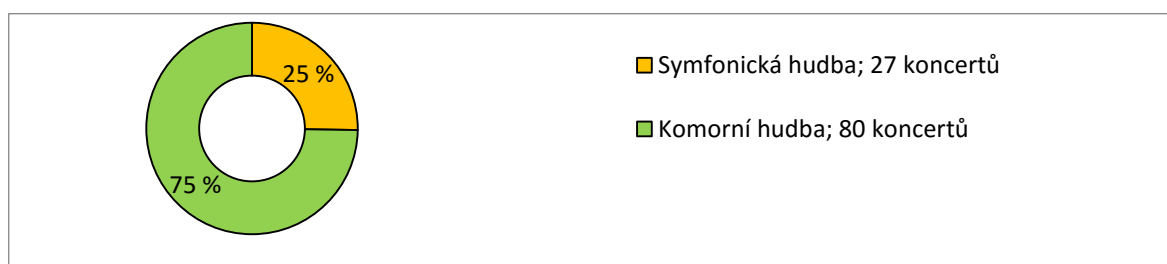 25 %
Symfonická hudba; 27 koncertů
Komorní hudba; 80 koncertů
75 %